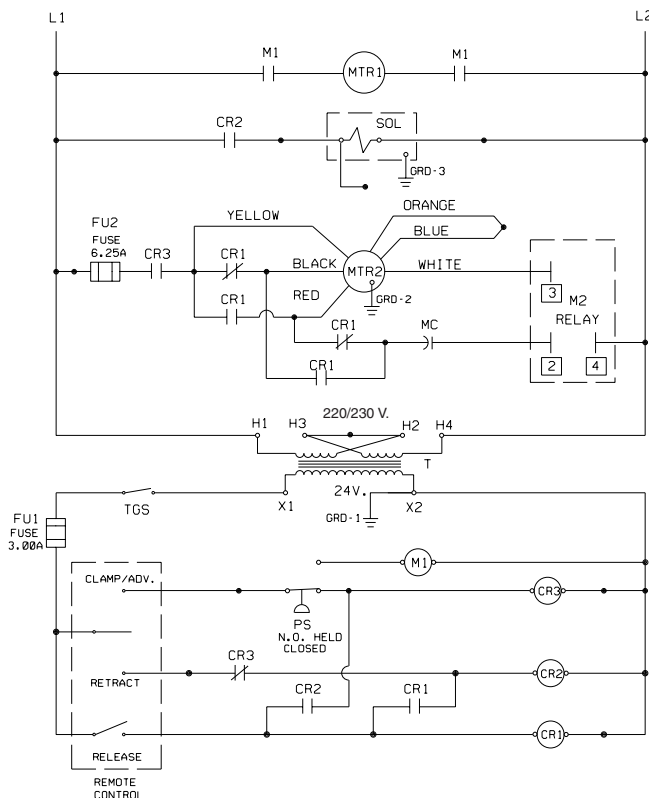 L1
L2
M1
MTR1
M1
CR2
SOL
GRD-3
FU2
FUSE
6.25A
CR3
YELLOW
ORANGE
BLUE
CR1
BLACK
MTR2
WHITE
CR1
RED
GRD-2
3
M2
RELAY
CR1
MC
2
4
CR1
220/230 V.
H1
H3
H2
H4
T
TGS
X1
24V.
X2
GRD-1
FU1
FUSE
3.00A
M1
CLAMP/ADV.
CR3
PS
N.O. HELD
CLOSED
CR3
RETRACT
CR2
CR2
CR1
CR1
RELEASE
REMOTE
CONTROL